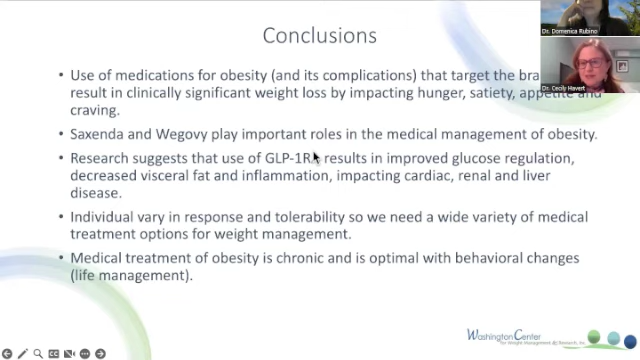 Conclusions
• Use of medications for obesity (and its complications) that target the bra
result in clinically significant weight loss by impacting hunger, satiety, appetite and
craving.
• Saxenda and Wegovy play important roles in the medical management of obesity.
• Research suggests that use of GLP-1RA results in improved glucose regulation,
decreased visceral fat and inflammation, impacting cardiac, renal and liver
disease.
• Individual vary in response and tolerability so we need a wide variety of medical
treatment options for weight management.
• Medical treatment of obesity is chronic and is optimal with behavioral changes
(life management).
Dr. Domenica Rubino
Dr. Cecily Havert
Washington Center
for Weight Management & Research, Inc.
CC